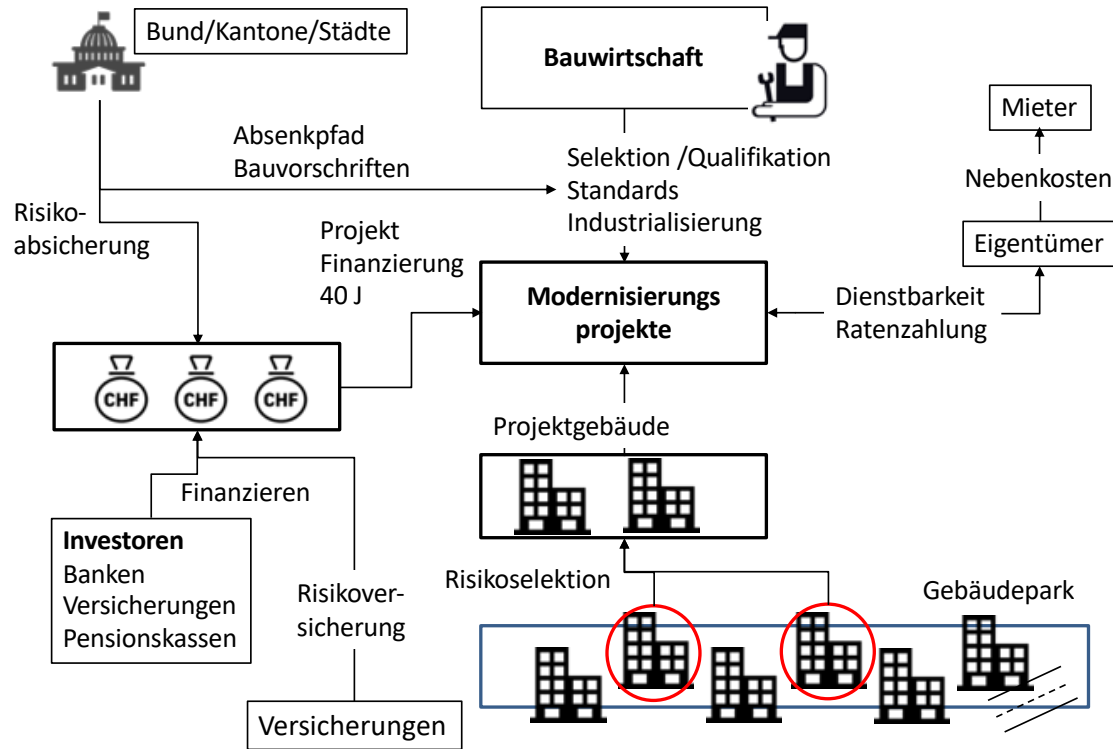 Bund/Kantone/Städte
Bauwirtschaft
Mieter
Absenkpfad
Bauvorschriften
Selektion /Qualifikation
Standards
Industrialisierung
Nebenkosten
Risiko-
absicherung
Projekt
Finanzierung
40 J
Eigentümer
Modernisierungs
projekte
Dienstbarkeit
Ratenzahlung
CHF
CHF
CHF
Projektgebäude
Finanzieren
Investoren
Banken
Versicherungen
Pensionskassen
Risikover-
sicherung
Risikoselektion
Gebäudepark
Versicherungen